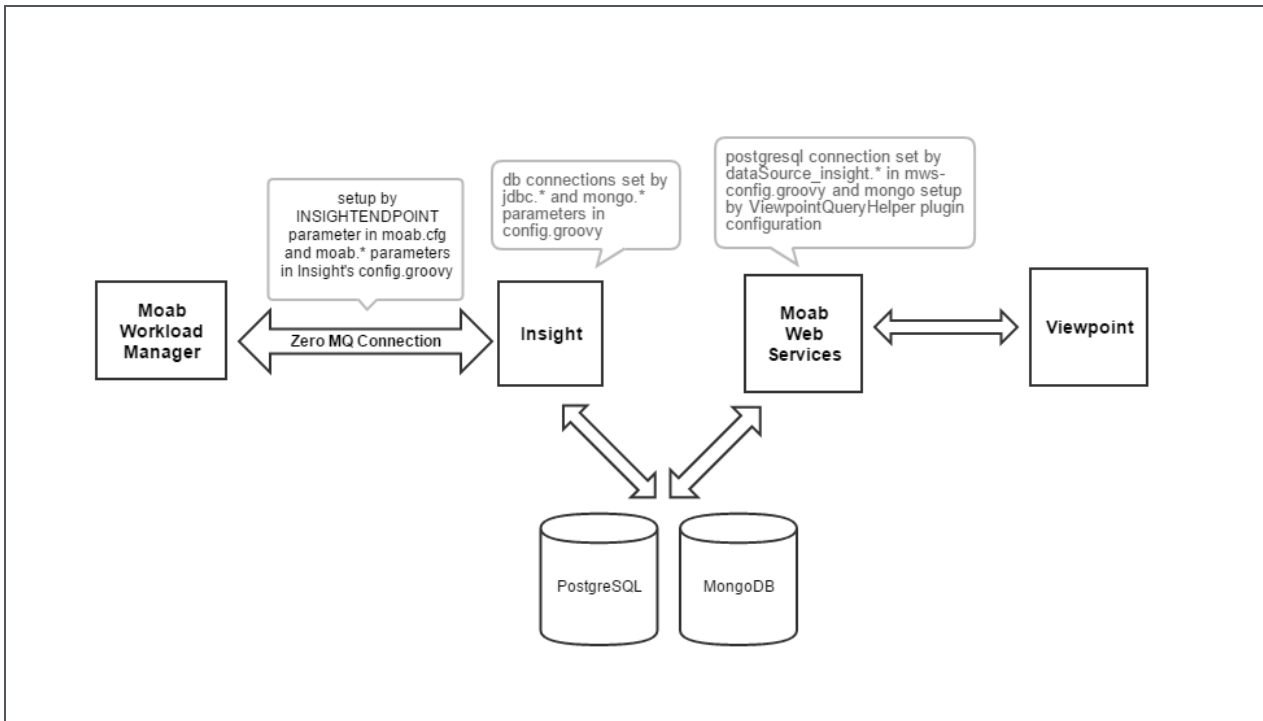 postgresql connection set by
dataSource_insight.* in mws-
config.groovy and mongo setup
by ViewpointQueryHelper plugin
configuration
db connections set by
jdbc.* and mongo.*
parameters in
config.groovy
setup by
INSIGHTENDPOINT
parameter in moab.cfg
and moab.* parameters
in Insight's config.groovy
Moab
Workload
Manager
Zero MQ Connection
Insight
Moab
Web
Services
Viewpoint
PostgreSQL
MongoDB